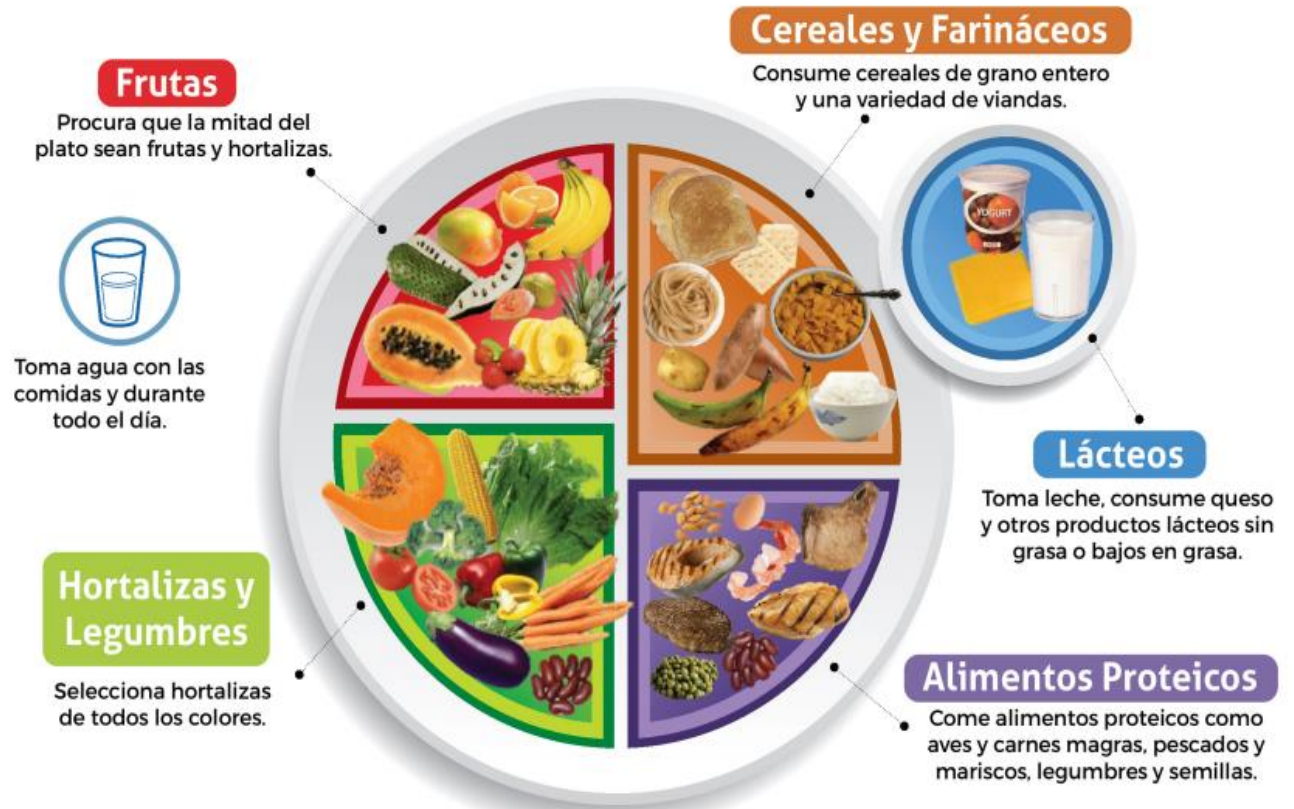 Frutas
Procura que la mitad del
plato sean frutas y hortalizas.
Cereales y Farináceos
Consume cereales de grano entero
y una variedad de viandas.
YOGURT
Toma agua con las
comidas y durante
todo el día.
Lácteos
Toma leche, consume queso
y otros productos lácteos sin
grasa o bajos en grasa.
Hortalizas y
Legumbres
Selecciona hortalizas
de todos los colores.
Alimentos Proteicos
Come alimentos proteicos como
aves y carnes magras, pescados y
mariscos, legumbres y semillas.